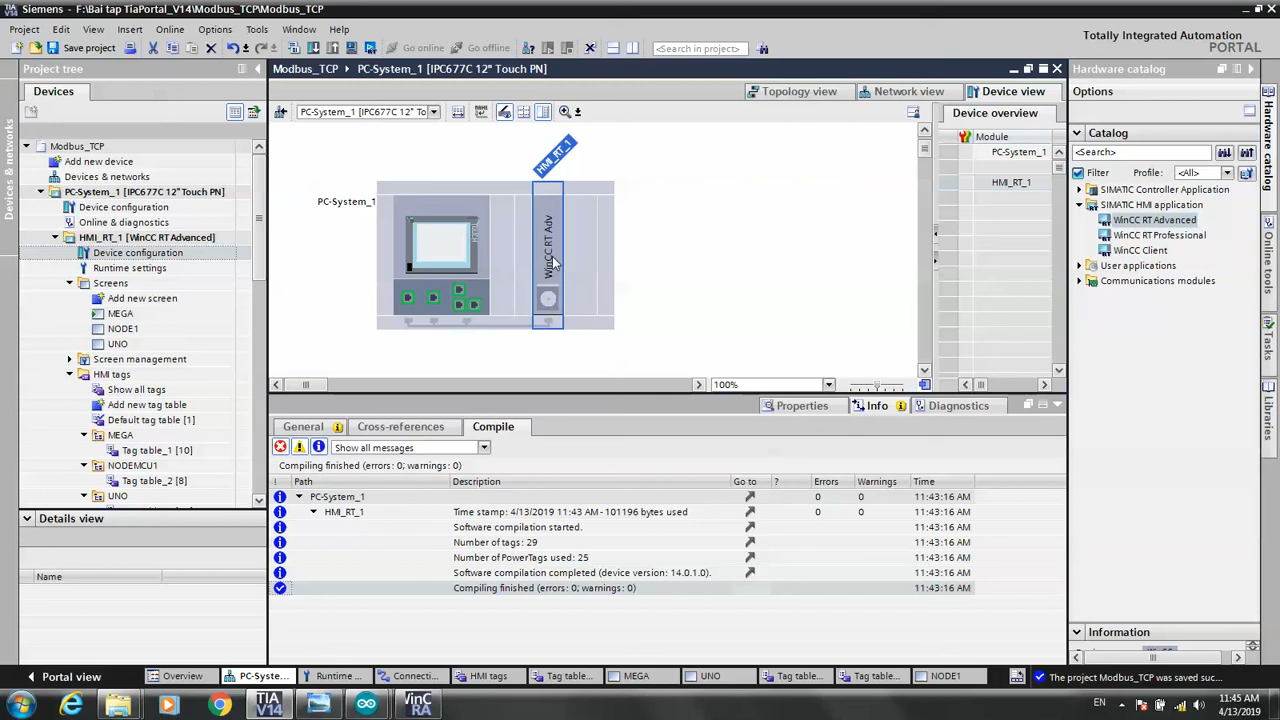 Siemens - F:\Bai tap TiaPortal_V14\Modbus_TCP\Modbus_TCP
Project Edit View Insert Online Options Tools Window Help
Totally Integrated Automation
PORTAL
Save project Go online Go offline <Search in project>
Project tree
Modbus_TCP PC-System_1 [IPC677C 12" Touch PN]
Hardware catalog
Devices
Topology view Network view Device view
Options
PC-System_1 [IPC677C 12" To
Device overview
Modbus_TCP
Add new device
Devices & networks
PC-System_1 [IPC677C 12" Touch PN]
Device configuration
Online & diagnostics
HMI_RT_1 [WinCC RT Advanced]
Device configuration
Runtime settings
Screens
Add new screen
MEGA
NODE1
UNO
Screen management
HMI tags
Show all tags
Add new tag table
Default tag table [1]
MEGA
Tag table_1 [10]
NODEMCU1
Tag table_2 [8]
UNO
Details view
Name
Devices & networks
HMI_RT_1
PC-System_1
WinCC RT Adv
100%
Module
PC-System_1
HMI_RT_1
Catalog
<Search>
Filter Profile: <All>
SIMATIC Controller Application
SIMATIC HMI application
WinCC RT Advanced
WinCC RT Professional
WinCC Client
User applications
Communications modules
Information
Hardware catalog
Online tools
Tasks
Libraries
Properties Info Diagnostics
General Cross-references Compile
Show all messages
Compiling finished (errors: 0; warnings: 0)
! Path Description Go to ? Errors Warnings Time
PC-System_1 0 0 11:43:16 AM
HMI_RT_1 Time stamp: 4/13/2019 11:43 AM - 101196 bytes used 0 0 11:43:16 AM
Software compilation started. 11:43:16 AM
Number of tags: 29 11:43:16 AM
Number of PowerTags used: 25 11:43:16 AM
Software compilation completed (device version: 14.0.1.0). 11:43:16 AM
Compiling finished (errors: 0; warnings: 0) 11:43:16 AM
Portal view Overview PC-Syste... Runtime ... Connecti... HMI tags Tag table... MEGA UNO Tag table... Tag table... NODE1 The project Modbus_TCP was saved suc...
TIA V14
WinC RA
EN
11:45 AM
4/13/2019